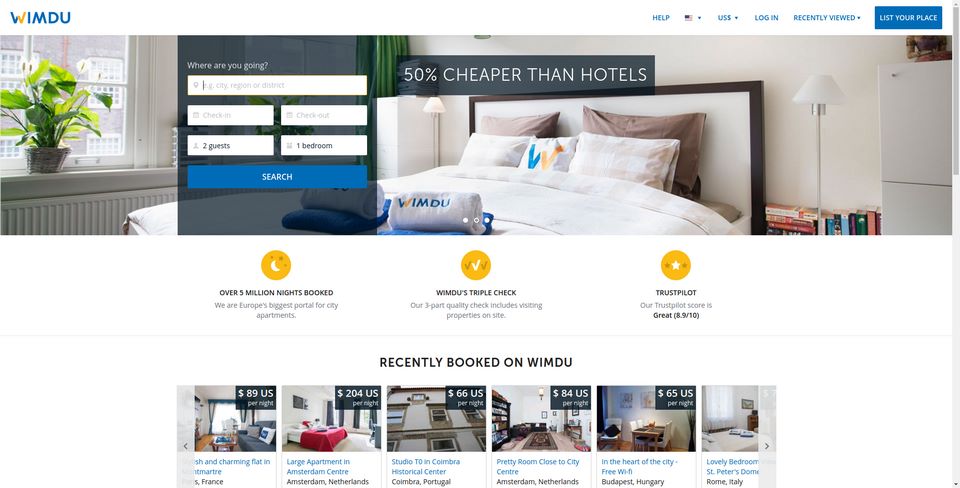 WIMDU
HELP
US$
LOG IN
RECENTLY VIEWED
LIST YOUR PLACE
Where are you going?
e.g. city, region or district
Check-in
Check-out
2 guests
1 bedroom
SEARCH
50% CHEAPER THAN HOTELS
WIMDU
OVER 5 MILLION NIGHTS BOOKED
We are Europe's biggest portal for city
apartments.
WIMDU'S TRIPLE CHECK
Our 3-part quality check includes visiting
properties on site.
TRUSTPILOT
Our Trustpilot score is
Great (8.9/10)
RECENTLY BOOKED ON WIMDU
$ 89 US
per night
ish and charming flat in
ntmartre
is, France
$ 204 US
per night
Large Apartment in
Amsterdam Centre
Amsterdam, Netherlands
$ 66 US
per night
Studio T0 in Coimbra
Historical Center
Coimbra, Portugal
$ 84 US
per night
Pretty Room Close to City
Centre
Amsterdam, Netherlands
$ 65 US
per night
In the heart of the city -
Free Wi-fi
Budapest, Hungary
Lovely Bedroom
St. Peter's Dome
Rome, Italy